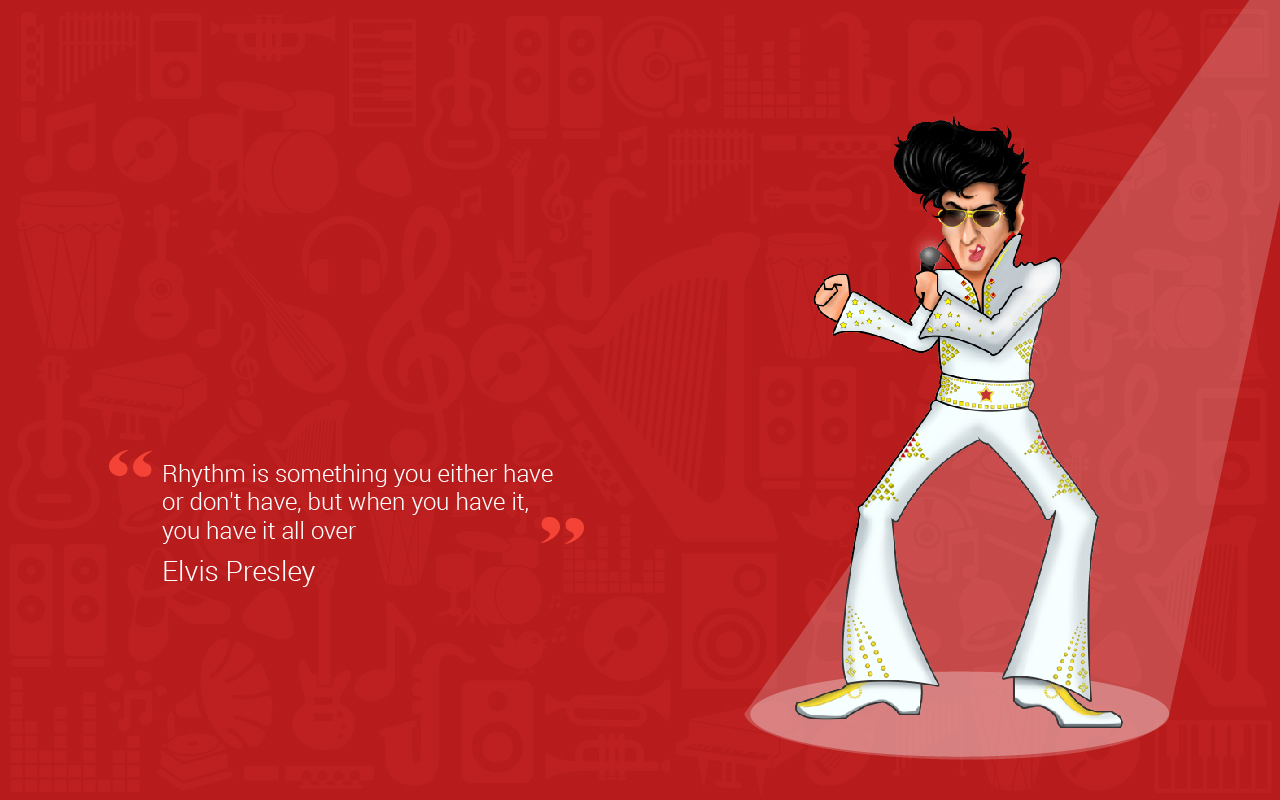 “ Rhythm is something you either have
or don't have, but when you have it,
you have it all over ”
Elvis Presley